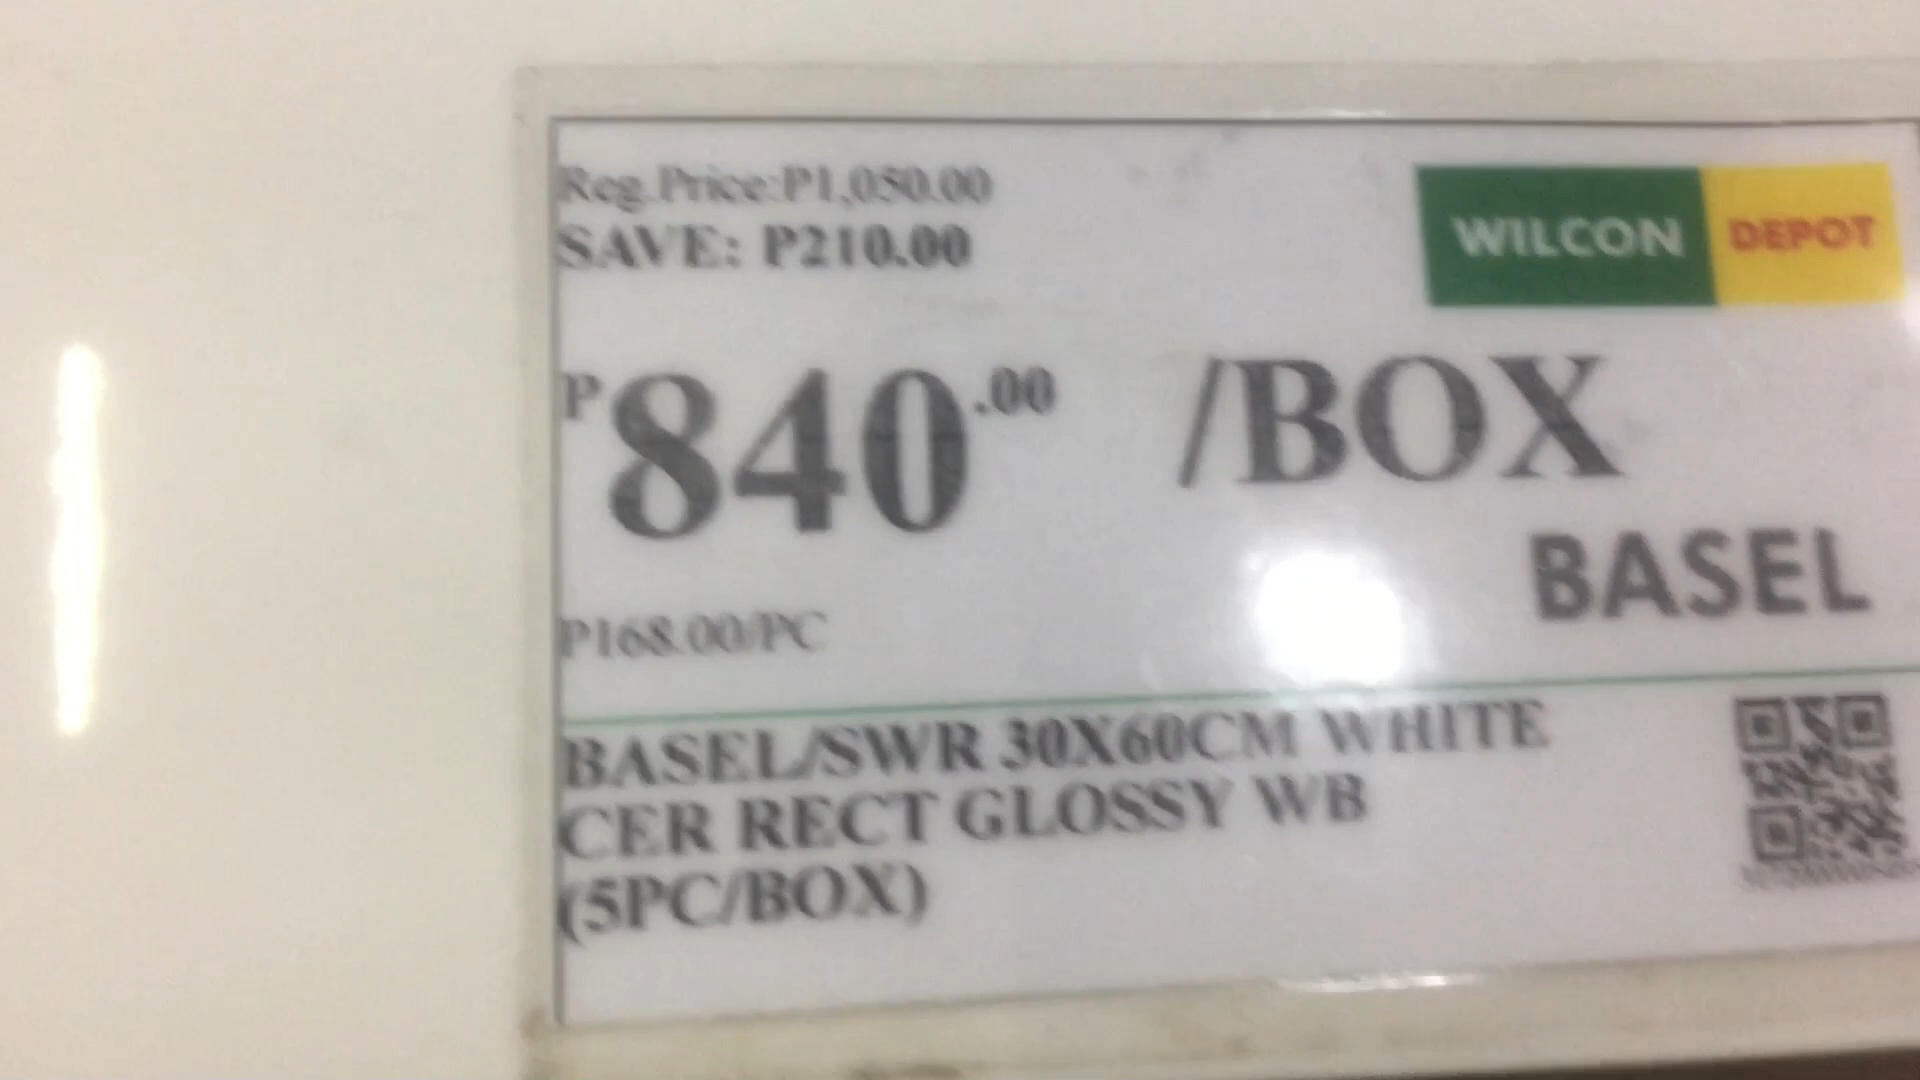 Reg.Price:P1,050.00
SAVE: P210.00
WILCON DEPOT
P840.00 /BOX
BASEL
P168.00/PC
BASEL/SWR 30X60CM WHITE
CER RECT GLOSSY WB
(5PC/BOX)